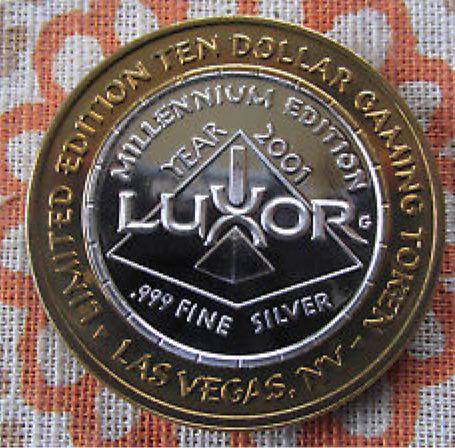 LIMITED EDITION TEN DOLLAR GAMING TOKEN
MILLENNIUM EDITION
YEAR 2001
LUXOR G
.999 FINE SILVER
LAS VEGAS, NV